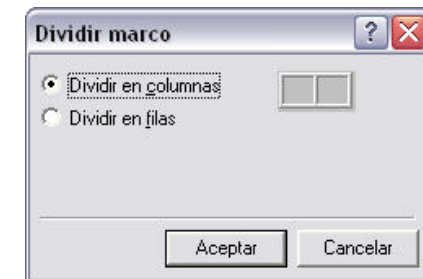 Dividir marco
Dividir en columnas
Dividir en filas
Aceptar
Cancelar